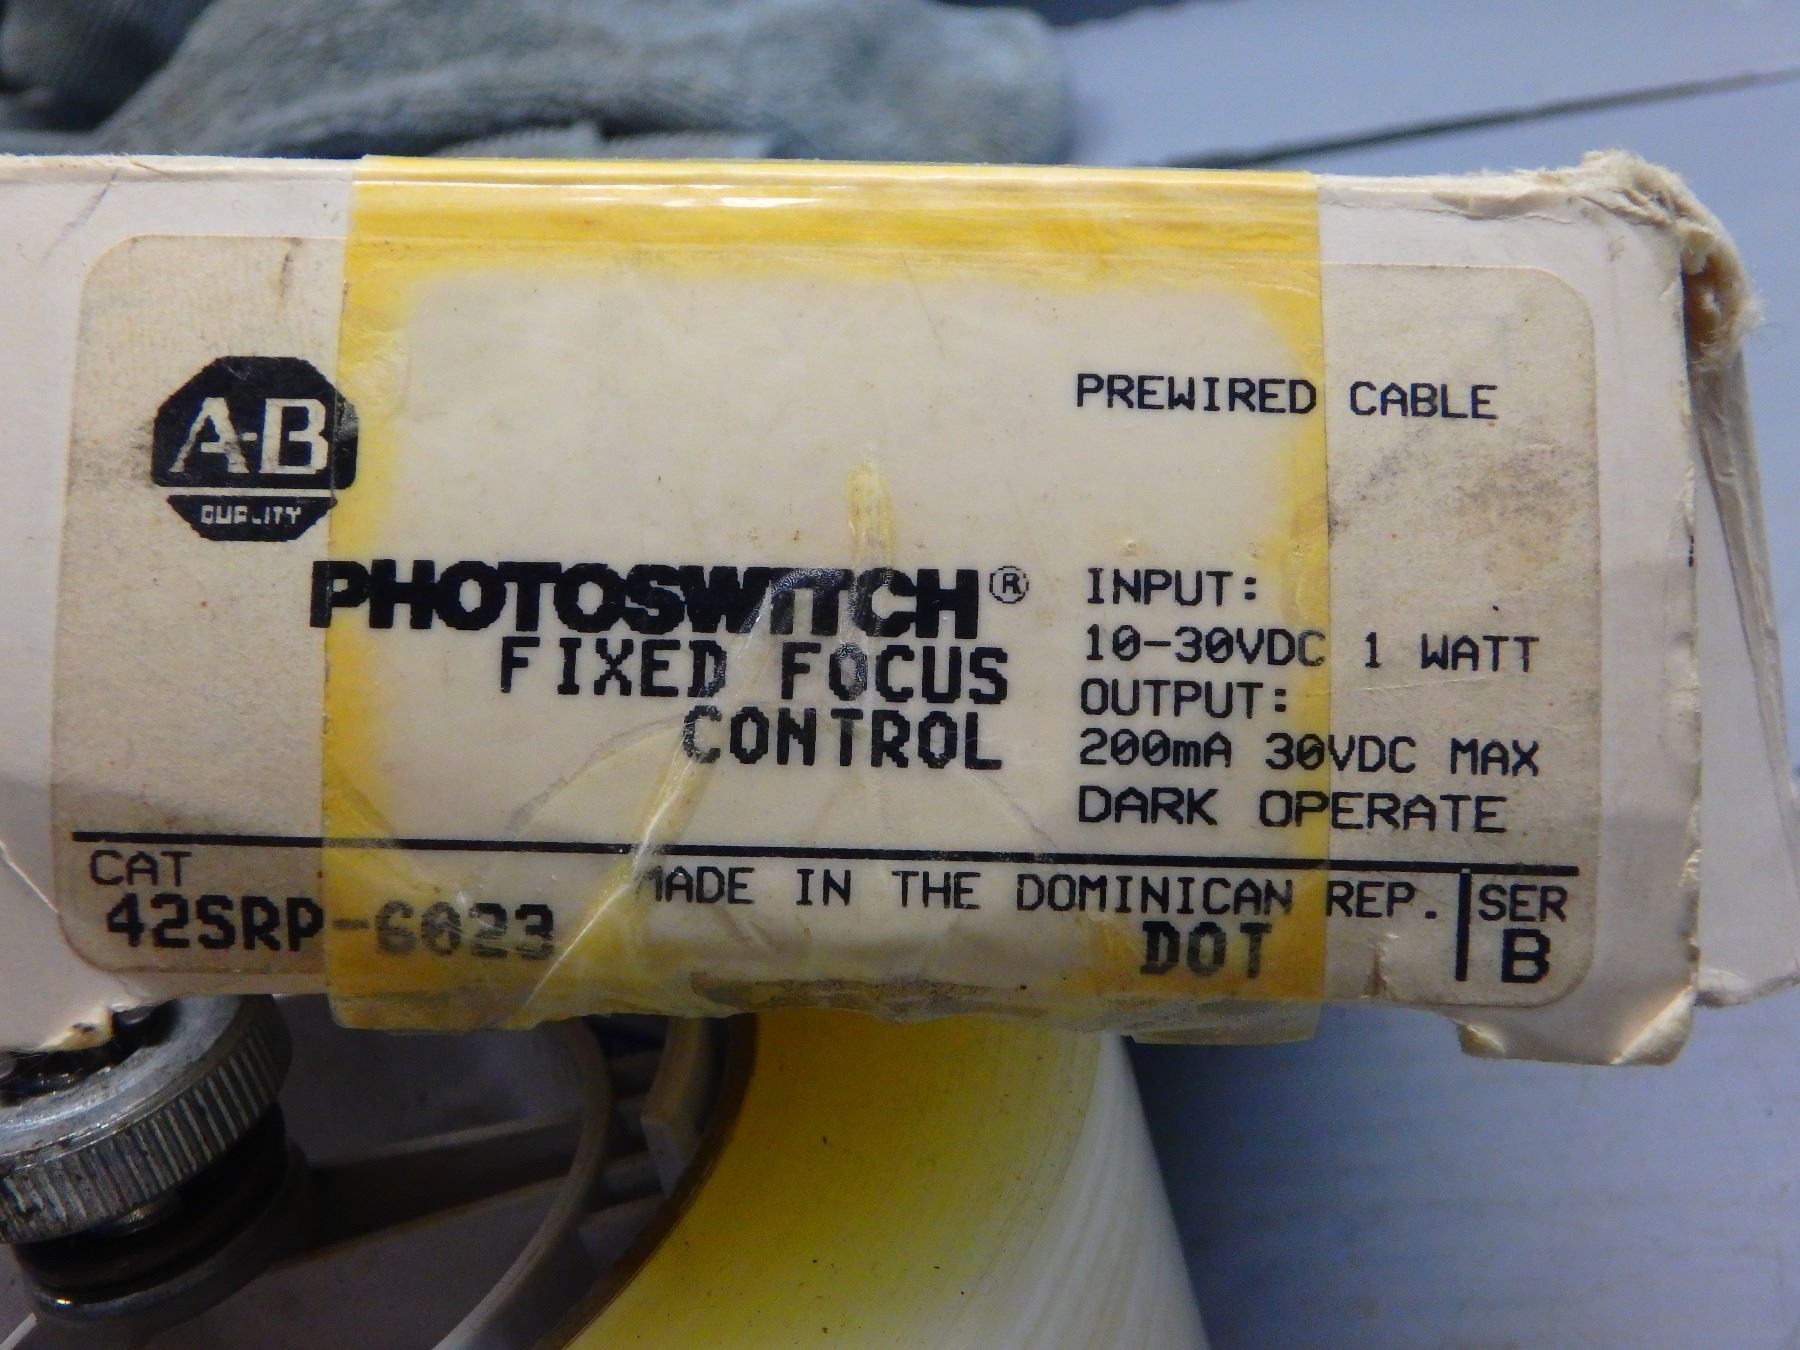 A-B
QUALITY
PREWIRED CABLE
PHOTOSWITCH®
FIXED FOCUS
CONTROL
INPUT:
10-30VDC 1 WATT
OUTPUT:
200mA 30VDC MAX
DARK OPERATE
CAT
42SRP-6023
MADE IN THE DOMINICAN REP.
DOT
SER
B